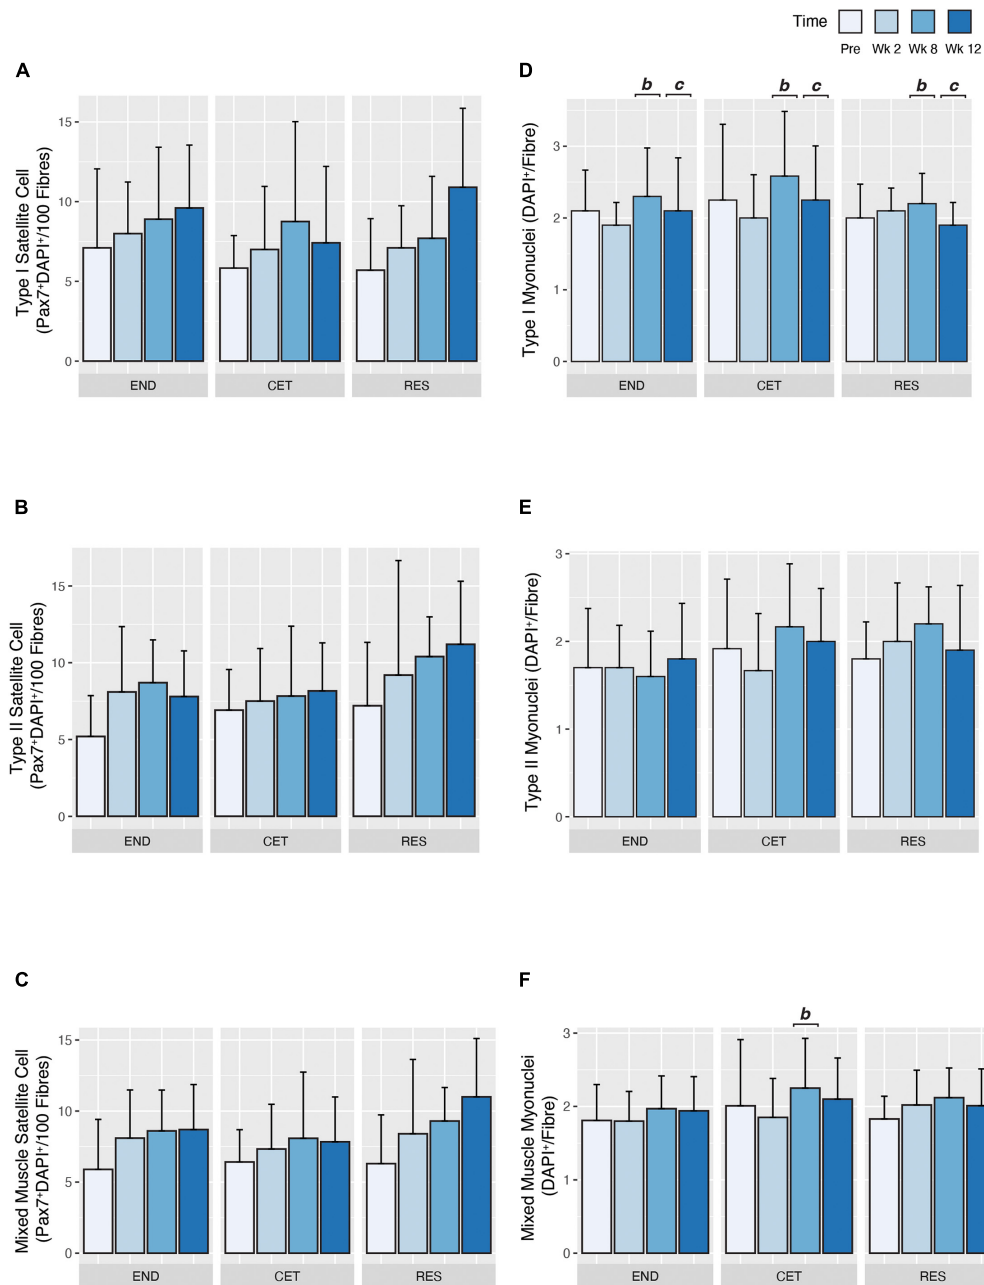 Time
Pre Wk 2 Wk 8 Wk 12
A
Type I Satellite Cell
(Pax7+DAPI+/100 Fibres)
15
10
5
0
END CET RES
D
b c b c b c
Type I Myonuclei (DAPI+/Fibre)
3
2
1
0
END CET RES
B
Type II Satellite Cell
(Pax7+DAPI+/100 Fibres)
15
10
5
0
END CET RES
E
Type II Myonuclei (DAPI+/Fibre)
3
2
1
0
END CET RES
C
Mixed Muscle Satellite Cell
(Pax7+DAPI+/100 Fibres)
15
10
5
0
END CET RES
F
b
Mixed Muscle Myonuclei
(DAPI+/Fibre)
3
2
1
0
END CET RES